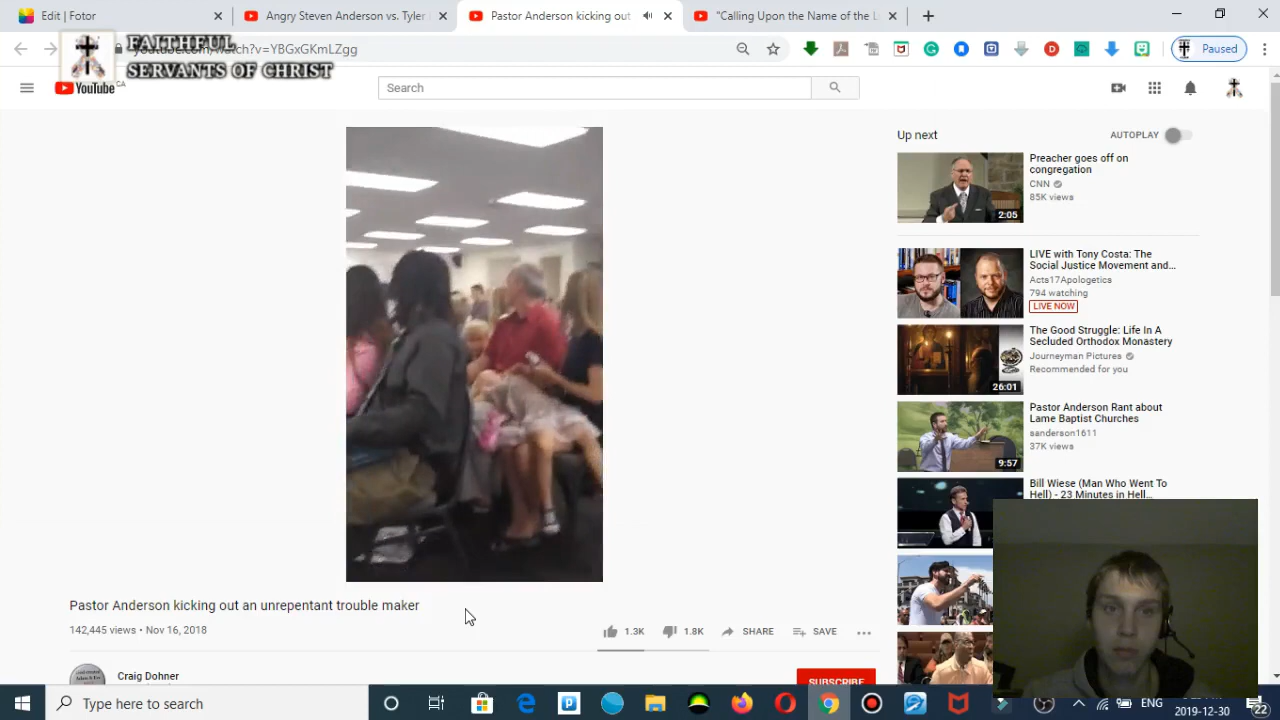 Edit | Fotor
Angry Steven Anderson vs. Tyler
Pastor Anderson kicking out
"Calling Upon the Name of the L
FAITHFUL
SERVANTS OF CHRIST
youtube.com/watch?v=YBGxGKmLZgg
Paused
YouTube CA
Search
Up next
AUTOPLAY
Preacher goes off on
congregation
CNN
85K views
2:05
LIVE with Tony Costa: The
Social Justice Movement and...
Acts17Apologetics
794 watching
LIVE NOW
The Good Struggle: Life In A
Secluded Orthodox Monastery
Journeyman Pictures
Recommended for you
26:01
Pastor Anderson Rant about
Lame Baptist Churches
sanderson1611
37K views
9:57
Bill Wiese (Man Who Went To
Hell) - 23 Minutes in Hell...
Pastor Anderson kicking out an unrepentant trouble maker
142,445 views • Nov 16, 2018
1.3K
1.8K
SHARE
SAVE
Craig Dohner
SUBSCRIBE
Type here to search
ENG
2019-12-30
22